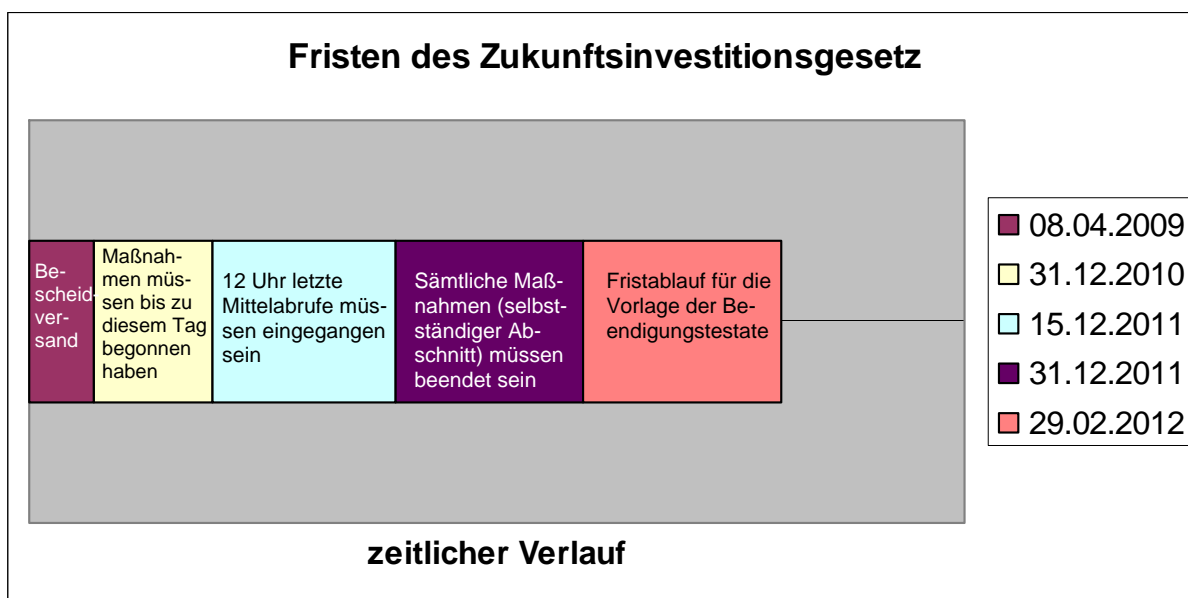 Fristen des Zukunftsinvestitionsgesetz
Be-
scheid-
ver-
sand
Maßnah-
men müs-
sen bis zu
diesem Tag
begonnen
haben
12 Uhr letzte
Mittelabrufe müs-
sen eingegangen
sein
Sämtliche Maß-
nahmen (selbst-
ständiger Ab-
schnitt) müssen
beendet sein
Fristablauf für die
Vorlage der Be-
endigungstestate
08.04.2009
31.12.2010
15.12.2011
31.12.2011
29.02.2012
zeitlicher Verlauf